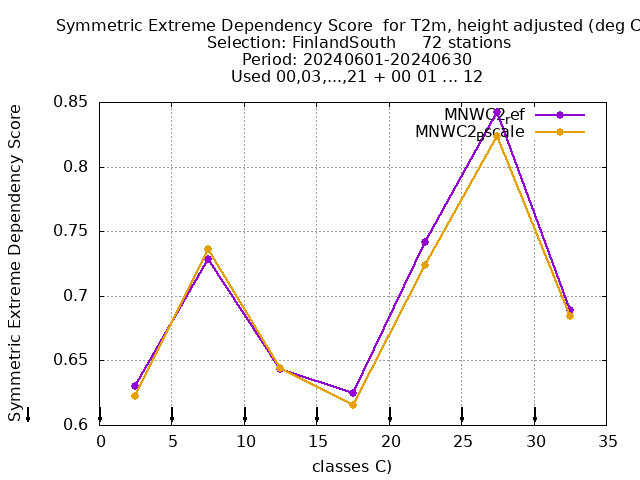 Symmetric Extreme Dependency Score for T2m, height adjusted (deg C
Selection: FinlandSouth 72 stations
Period: 20240601-20240630
Used 00,03,...,21 + 00 01 ... 12
Symmetric Extreme Dependency Score
0.85
0.8
0.75
0.7
0.65
0.6
MNWC2_ref
MNWC2_pscale
0 5 10 15 20 25 30 35
classes C)